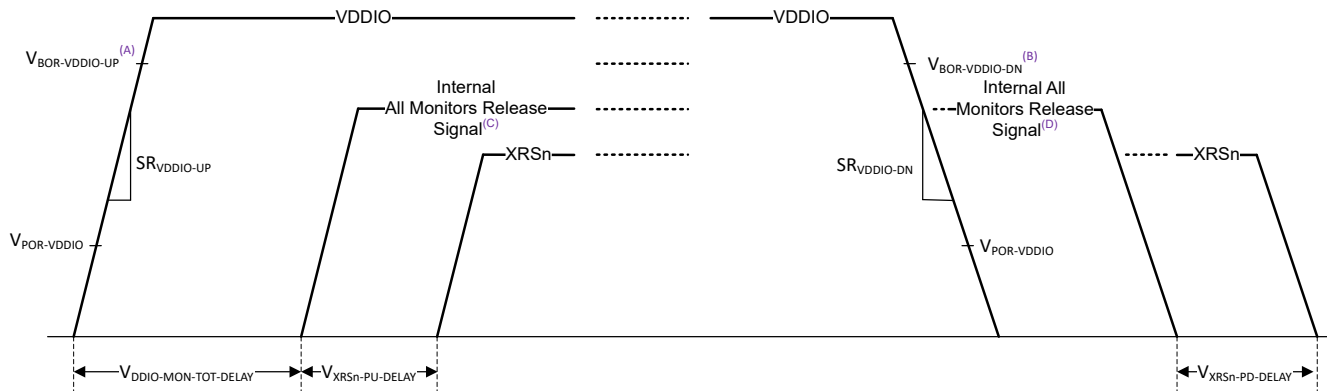 VDDIO
VDDIO
VBOR-VDDIO-UP(A)
VBOR-VDDIO-DN(B)
Internal
All Monitors Release
Signal(C)
Internal All
Monitors Release
Signal(D)
SRVDDIO-UP
XRSn
SRVDDIO-DN
XRSn
VPOR-VDDIO
VPOR-VDDIO
VDDIO-MON-TOT-DELAY
VXRSn-PU-DELAY
VXRSn-PD-DELAY